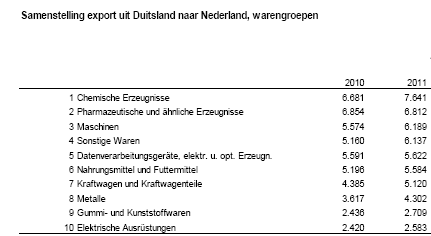 Samenstelling export uit Duitsland naar Nederland, warengroepen
2010 2011
1 Chemische Erzeugnisse 6.681 7.641
2 Pharmazeutische und ähnliche Erzeugnisse 6.854 6.812
3 Maschinen 5.574 6.189
4 Sonstige Waren 5.160 6.137
5 Datenverarbeitungsgeräte, elektr. u. opt. Erzeugn. 5.591 5.622
6 Nahrungsmittel und Futtermittel 5.196 5.584
7 Kraftwagen und Kraftwagenteile 4.385 5.120
8 Metalle 3.617 4.302
9 Gummi- und Kunststoffwaren 2.436 2.709
10 Elektrische Ausrüstungen 2.420 2.583